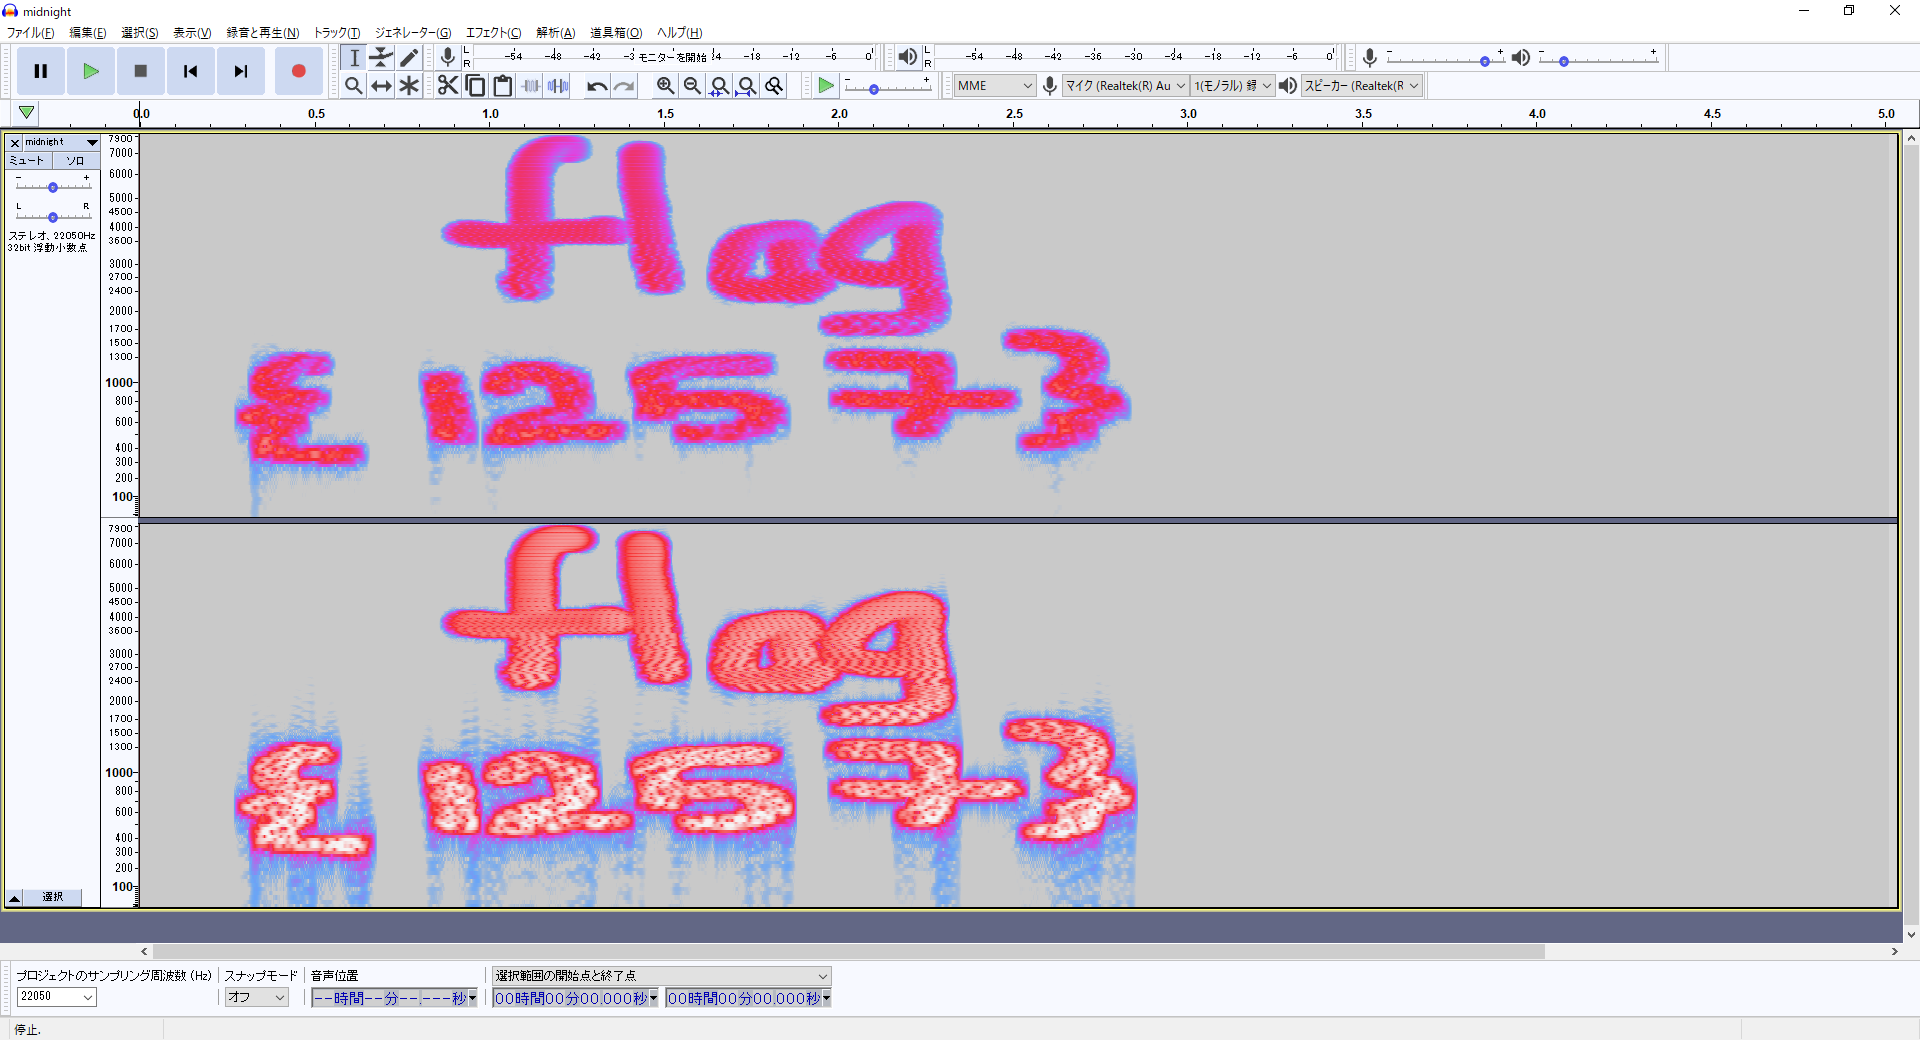 midnight
ファイル(F) 編集(E) 選択(S) 表示(V) 録音と再生(N) トラック(T) ジェネレーター(G) エフェクト(C) 解析(A) 道具箱(O) ヘルプ(H)
L R -54 -48 -42 -3 モニターを開始 -18 -12 -6 0 L R -54 -48 -42 -36 -30 -24 -18 -12 -6 0
MME マイク (Realtek(R) Au 1(モノラル) 録 スピーカー (Realtek(R
0.0 0.5 1.0 1.5 2.0 2.5 3.0 3.5 4.0 4.5 5.0
midnight
ミュート ソロ
L R
ステレオ, 22050Hz
32bit 浮動小数点
7900
7000
6000
5000
4500
4000
3600
3000
2700
2400
2000
1700
1500
1300
1000
800
600
400
300
200
100
flag
125
3
7900
7000
6000
5000
4500
4000
3600
3000
2700
2400
2000
1700
1500
1300
1000
800
600
400
300
200
100
flag
125
3
選択
プロジェクトのサンプリング周波数 (Hz) スナップモード 音声位置 選択範囲の開始点と終了点
22050 オフ --時間--分--.---秒 00時間00分00.000秒 00時間00分00.000秒
停止.